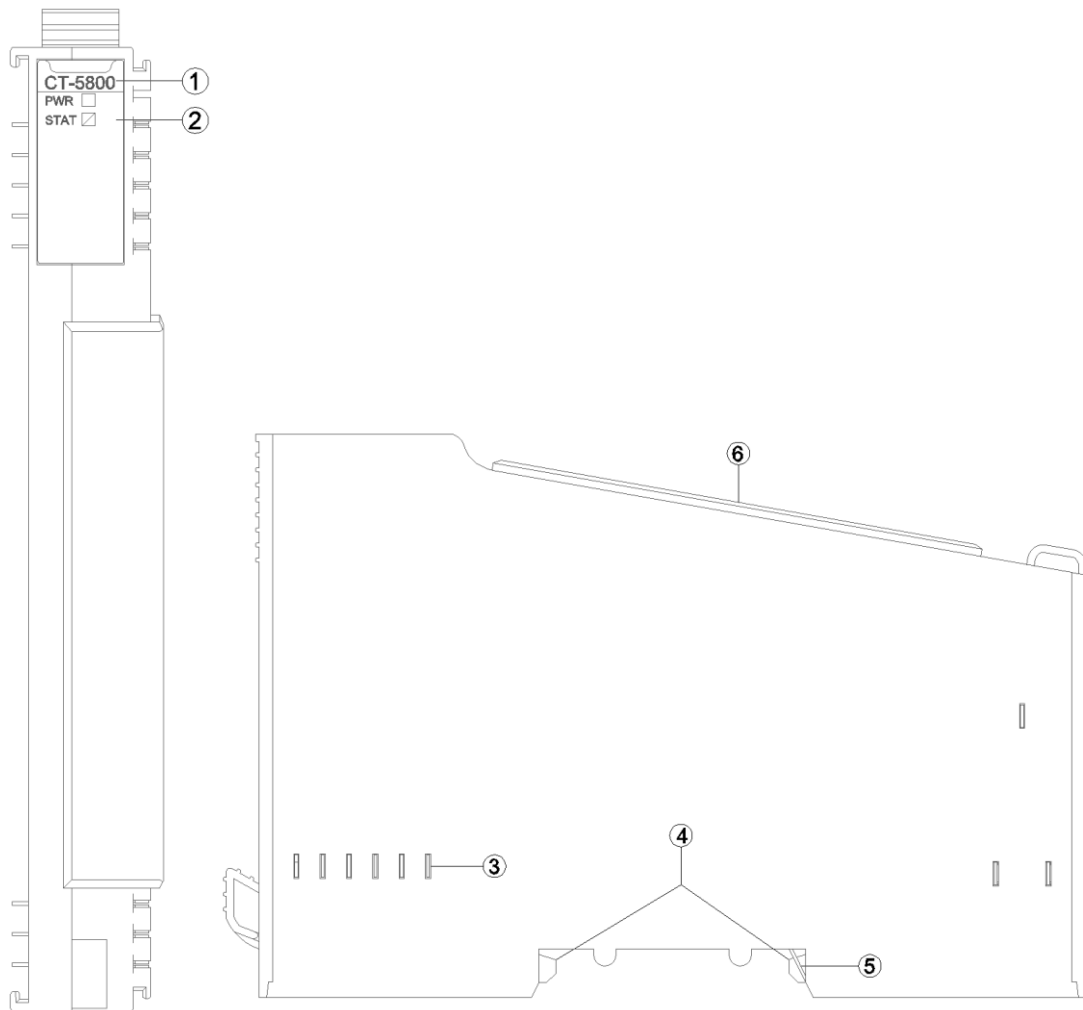 CT-5800 ①
PWR
STAT ②
⑥
④
③
⑤